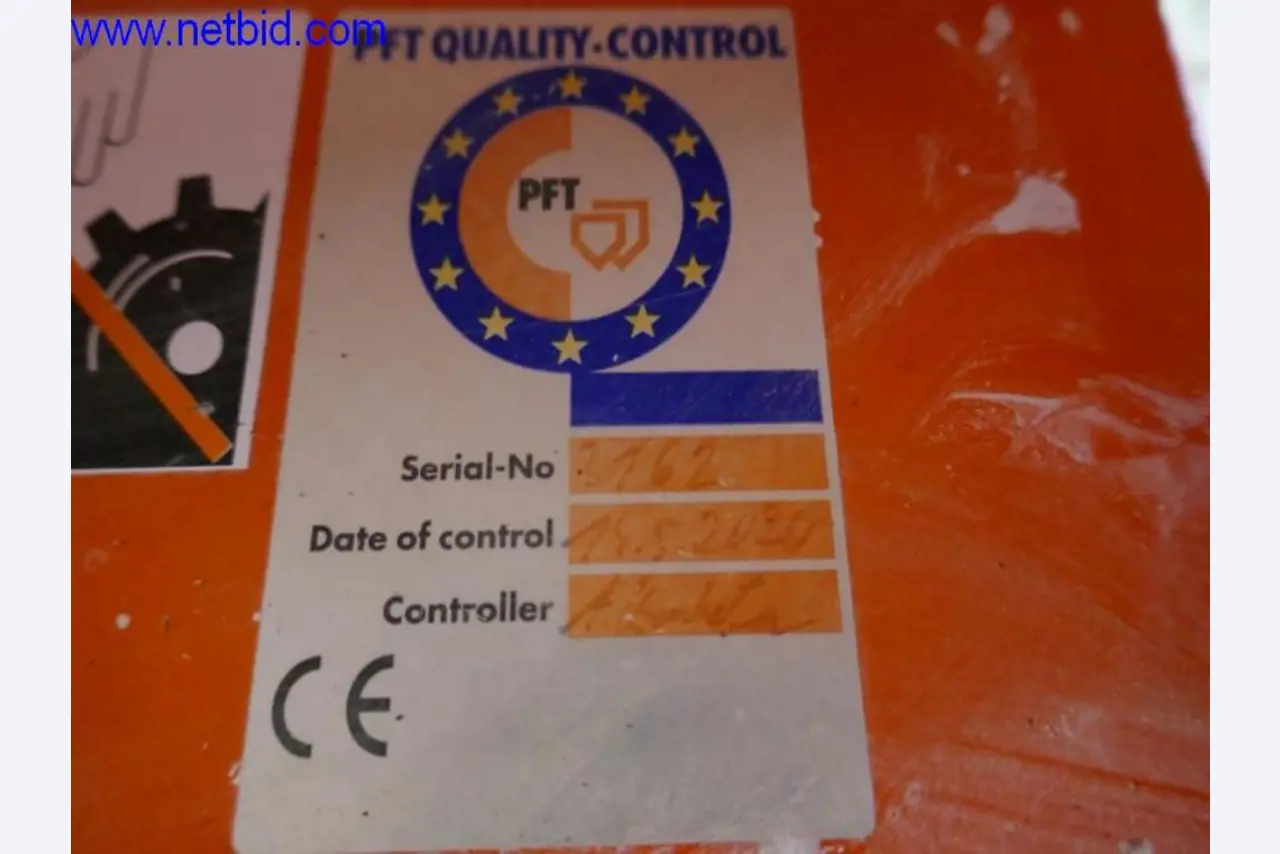 www.netbid.com
PFT QUALITY·CONTROL
PFT
Serial-No
Date of control
Controller
CE